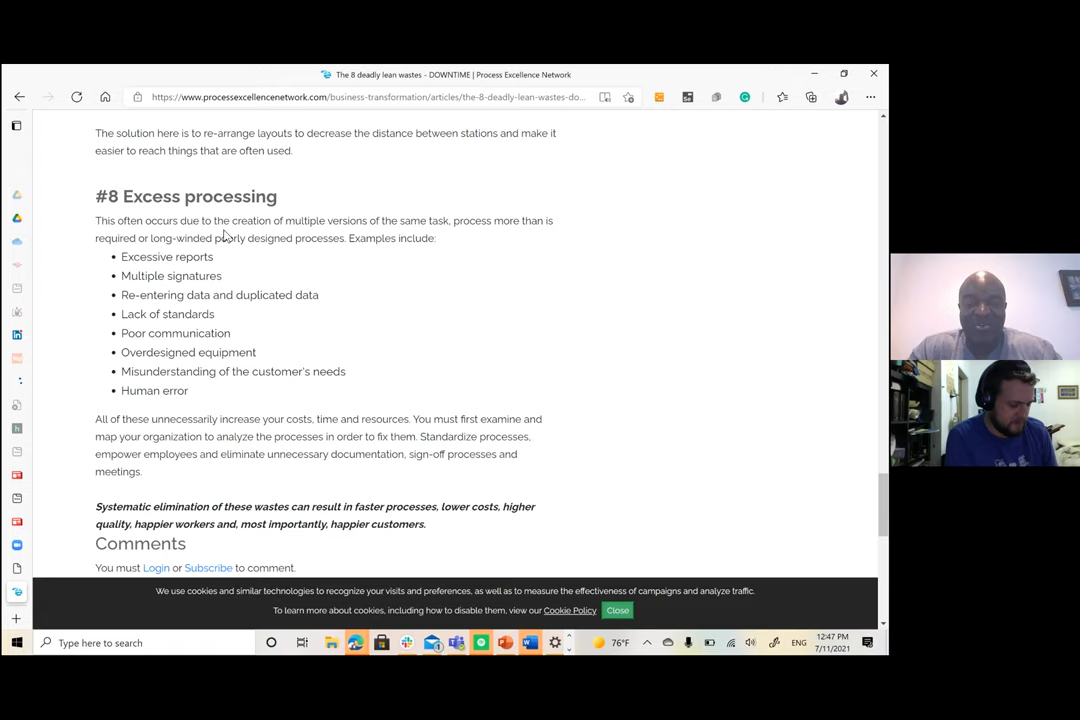 The 8 deadly lean wastes - DOWNTIME | Process Excellence Network
https://www.processexcellencenetwork.com/business-transformation/articles/the-8-deadly-lean-wastes-do...
The solution here is to re-arrange layouts to decrease the distance between stations and make it
easier to reach things that are often used.
#8 Excess processing
This often occurs due to the creation of multiple versions of the same task, process more than is
required or long-winded poorly designed processes. Examples include:
• Excessive reports
• Multiple signatures
• Re-entering data and duplicated data
• Lack of standards
• Poor communication
• Overdesigned equipment
• Misunderstanding of the customer's needs
• Human error
All of these unnecessarily increase your costs, time and resources. You must first examine and
map your organization to analyze the processes in order to fix them. Standardize processes,
empower employees and eliminate unnecessary documentation, sign-off processes and
meetings.
Systematic elimination of these wastes can result in faster processes, lower costs, higher
quality, happier workers and, most importantly, happier customers.
Comments
You must Login or Subscribe to comment.
We use cookies and similar technologies to recognize your visits and preferences, as well as to measure the effectiveness of campaigns and analyze traffic.
To learn more about cookies, including how to disable them, view our Cookie Policy Close
Type here to search
76°F
ENG
12:47 PM
7/11/2021